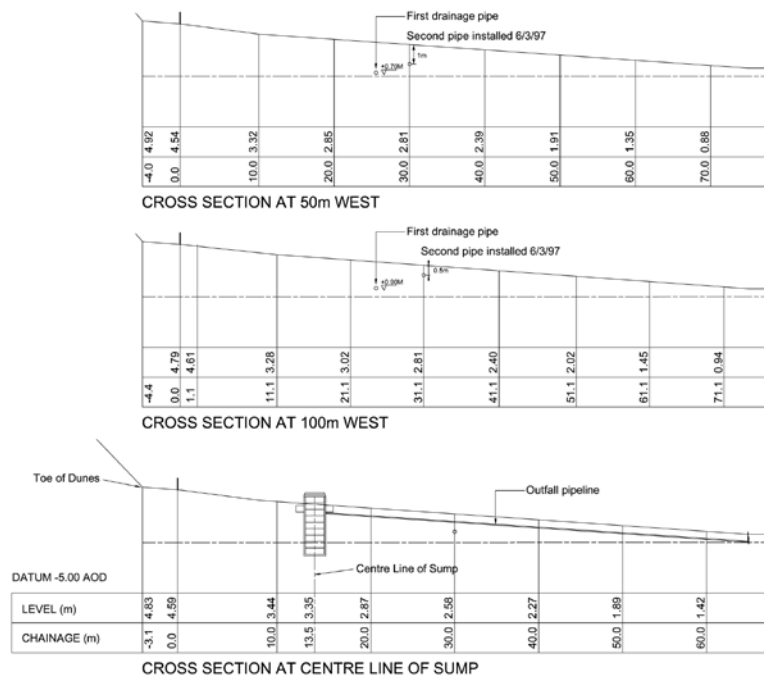 First drainage pipe
Second pipe installed 6/3/97
1m
+0.70M
4.92 4.54 3.32 2.85 2.81 2.39 1.91 1.35 0.88
-4.0 0.0 10.0 20.0 30.0 40.0 50.0 60.0 70.0
CROSS SECTION AT 50m WEST
First drainage pipe
Second pipe installed 6/3/97
0.5m
4.79 4.61 3.28 3.02 2.81 2.40 2.02 1.45 0.94
-4.4 0.0 1.1 11.1 21.1 31.1 41.1 51.1 61.1 71.1
CROSS SECTION AT 100m WEST
Toe of Dunes
Outfall pipeline
Centre Line of Sump
DATUM -5.00 AOD
LEVEL (m) 4.83 4.59 3.44 3.35 2.87 2.58 2.27 1.89 1.42
CHAINAGE (m) -3.1 0.0 10.0 13.5 20.0 30.0 40.0 50.0 60.0
CROSS SECTION AT CENTRE LINE OF SUMP